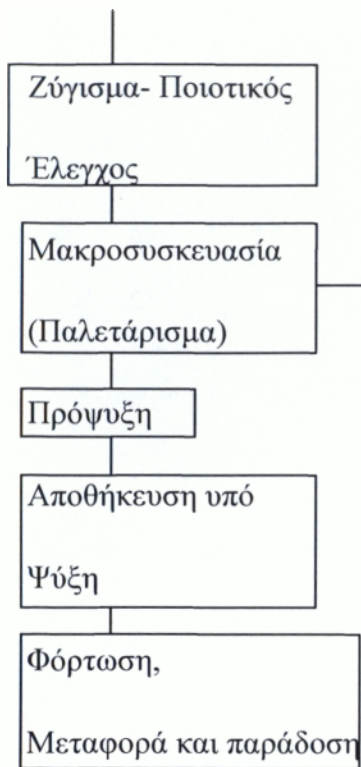 Ζύγισμα- Ποιοτικός
Έλεγχος
Μακροσυσκευασία
(Παλετάρισμα)
Πρόψυξη
Αποθήκευση υπό
Ψύξη
Φόρτωση,
Μεταφορά και παράδοση